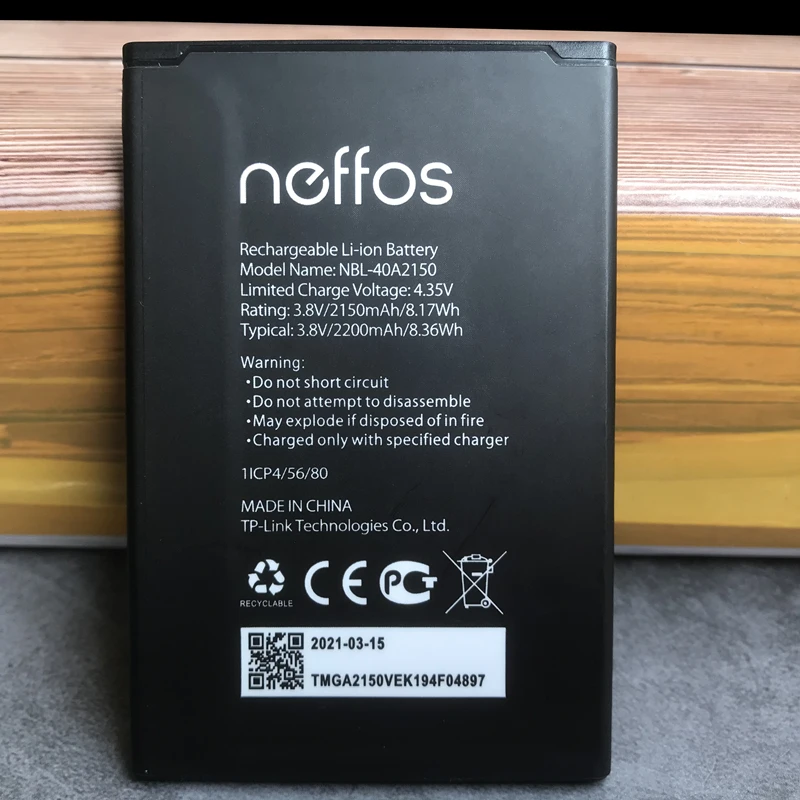 neffos
Rechargeable Li-ion Battery
Model Name: NBL-40A2150
Limited Charge Voltage: 4.35V
Rating: 3.8V/2150mAh/8.17Wh
Typical: 3.8V/2200mAh/8.36Wh
Warning:
•Do not short circuit
•Do not attempt to disassemble
•May explode if disposed of in fire
•Charged only with specified charger
1ICP4/56/80
MADE IN CHINA
TP-Link Technologies Co., Ltd.
CE PCT
RECYCLABLE
2021-03-15
TMGA2150VEK194F04897